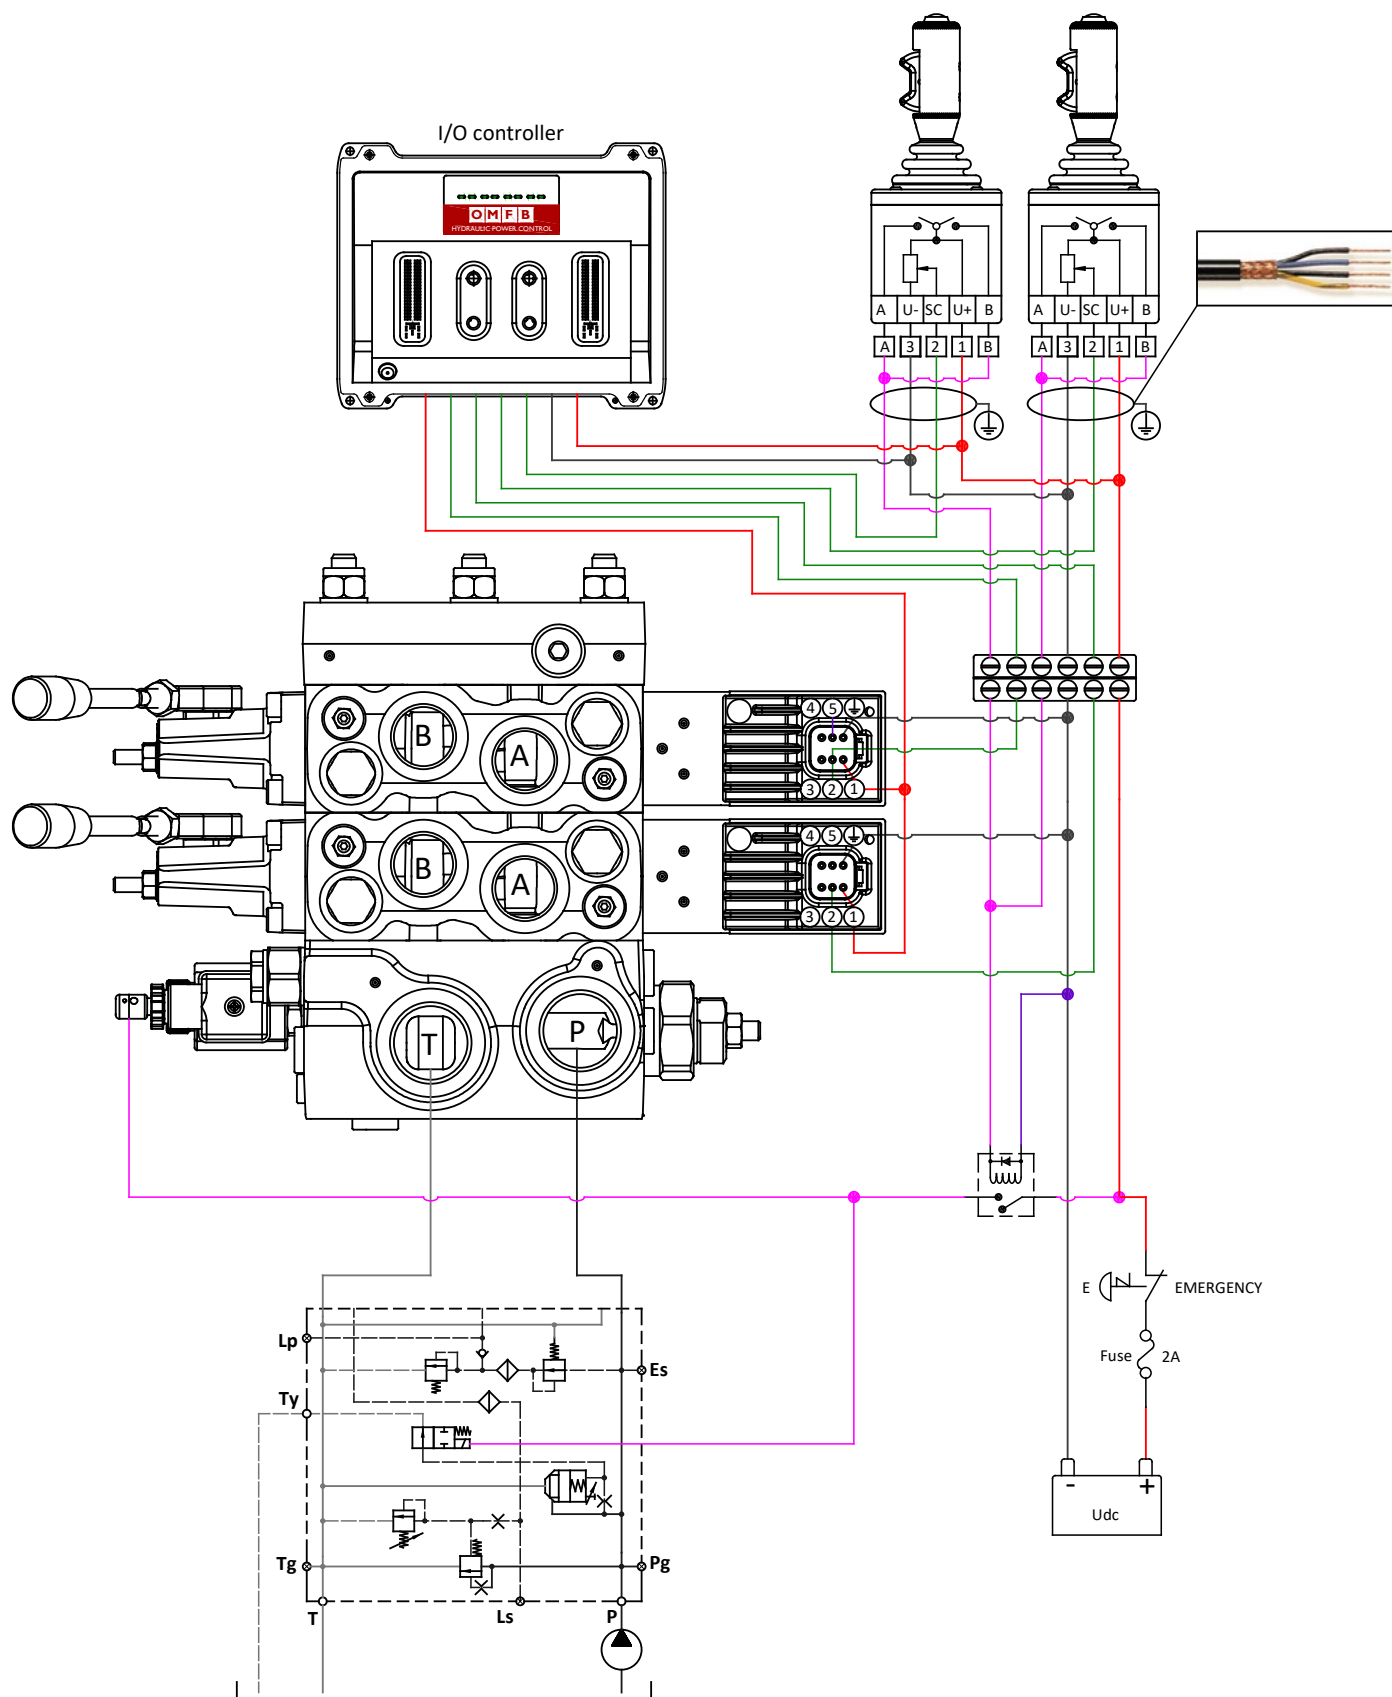 I/O controller
OMFB
HYDRAULIC POWER CONTROL
A U- SC U+ B
A 3 2 1 B
A U- SC U+ B
A 3 2 1 B
B
A
4 5
3 2 1
B
A
4 5
3 2 1
T
P
E
EMERGENCY
Fuse 2A
- +
Udc
Lp
Es
Ty
Tg
Pg
T
Ls
P